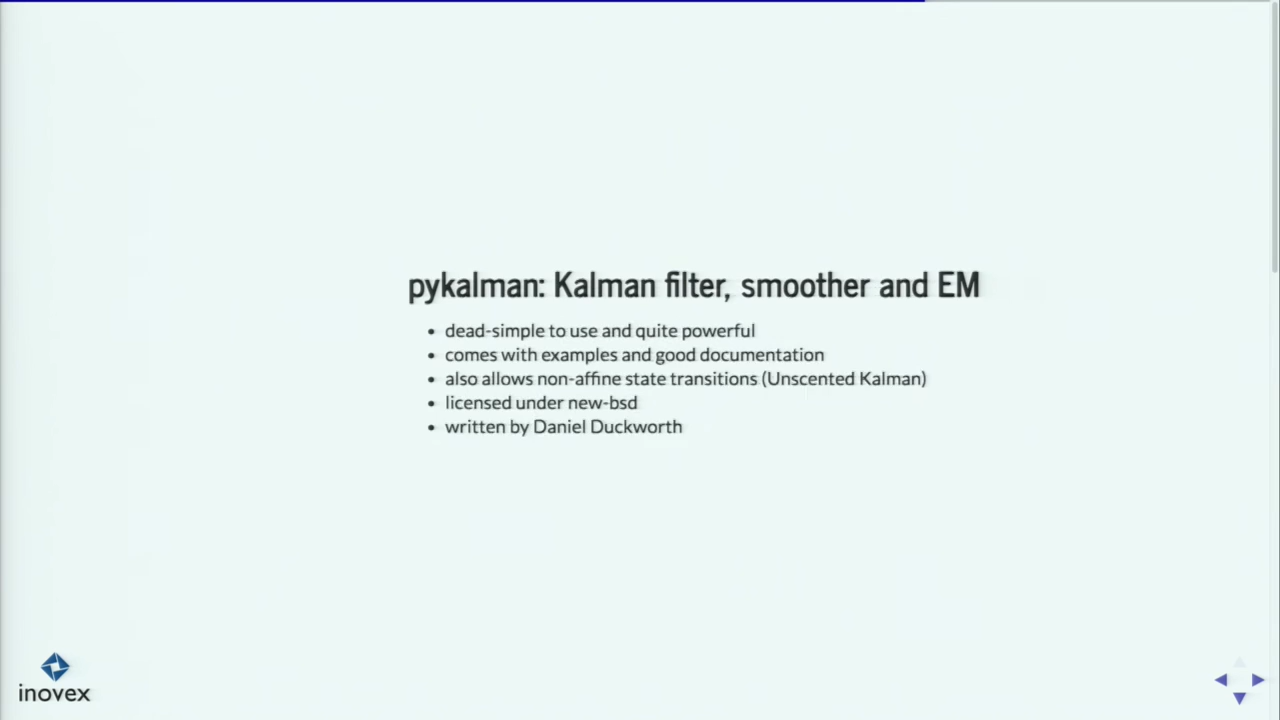 pykalman: Kalman filter, smoother and EM
• dead-simple to use and quite powerful
• comes with examples and good documentation
• also allows non-affine state transitions (Unscented Kalman)
• licensed under new-bsd
• written by Daniel Duckworth
inovex